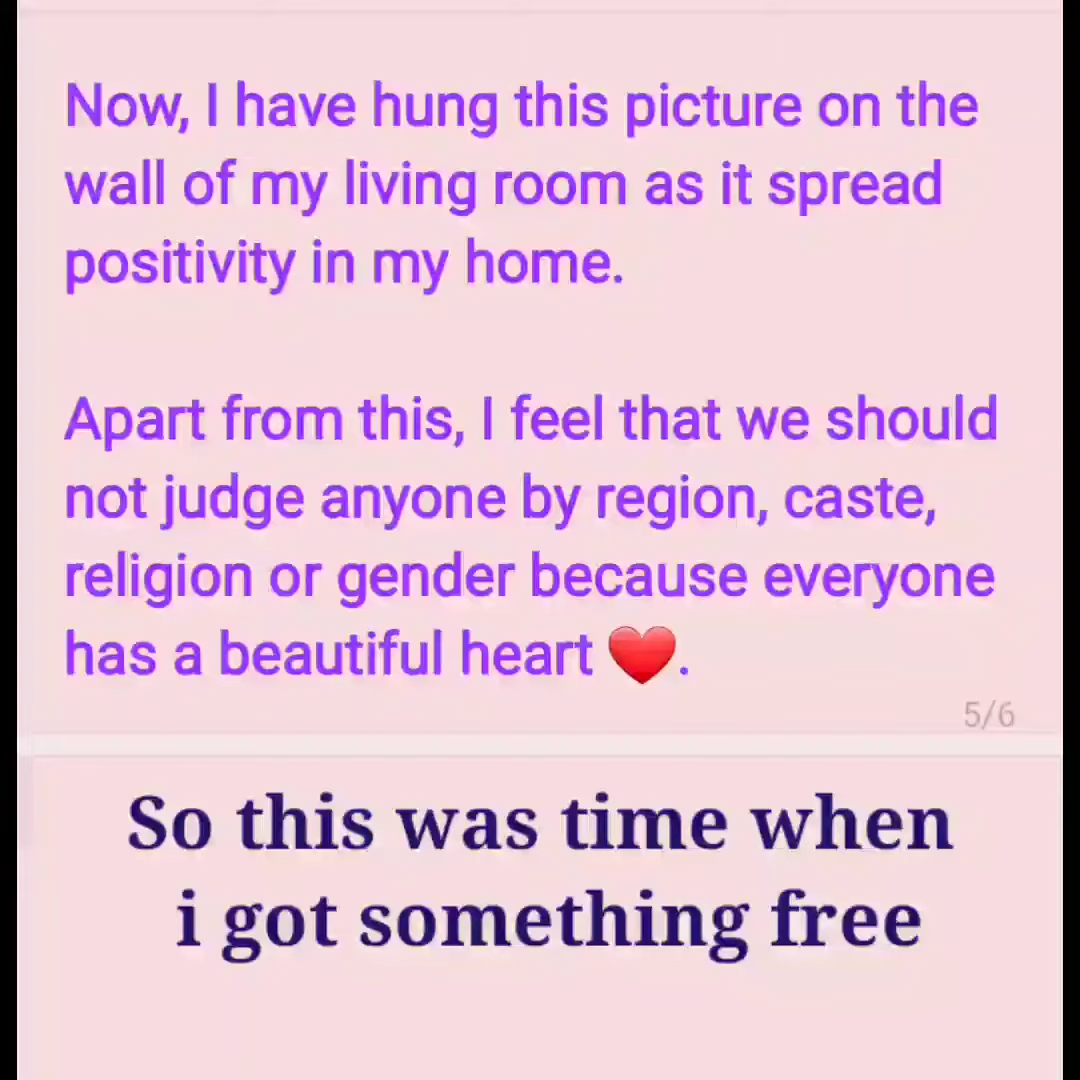 Now, I have hung this picture on the
wall of my living room as it spread
positivity in my home.
Apart from this, I feel that we should
not judge anyone by region, caste,
religion or gender because everyone
has a beautiful heart ❤️.
5/6
So this was time when
i got something free